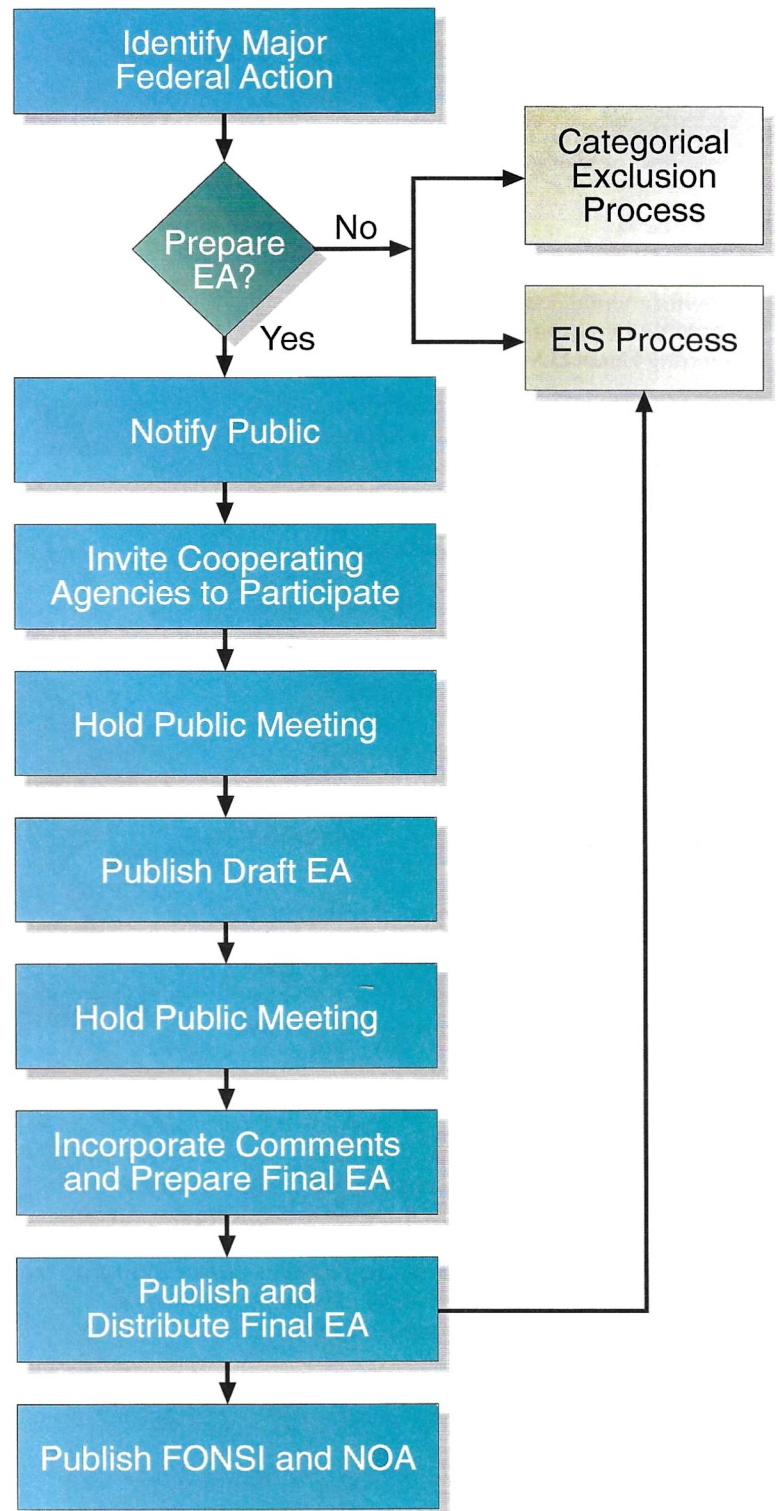 Identify Major
Federal Action
Prepare
EA?
No
Yes
Categorical
Exclusion
Process
EIS Process
Notify Public
Invite Cooperating
Agencies to Participate
Hold Public Meeting
Publish Draft EA
Hold Public Meeting
Incorporate Comments
and Prepare Final EA
Publish and
Distribute Final EA
Publish FONSI and NOA